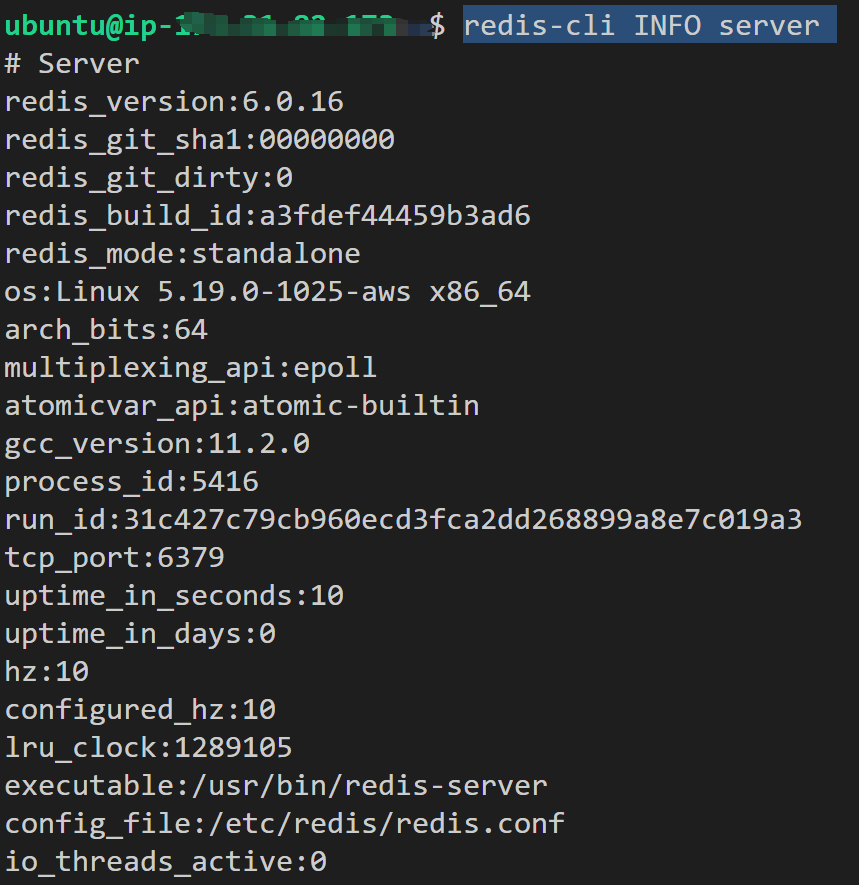 ubuntu@ip- $ redis-cli INFO server
# Server
redis_version:6.0.16
redis_git_sha1:00000000
redis_git_dirty:0
redis_build_id:a3fdef44459b3ad6
redis_mode:standalone
os:Linux 5.19.0-1025-aws x86_64
arch_bits:64
multiplexing_api:epoll
atomicvar_api:atomic-builtin
gcc_version:11.2.0
process_id:5416
run_id:31c427c79cb960ecd3fca2dd268899a8e7c019a3
tcp_port:6379
uptime_in_seconds:10
uptime_in_days:0
hz:10
configured_hz:10
lru_clock:1289105
executable:/usr/bin/redis-server
config_file:/etc/redis/redis.conf
io_threads_active:0